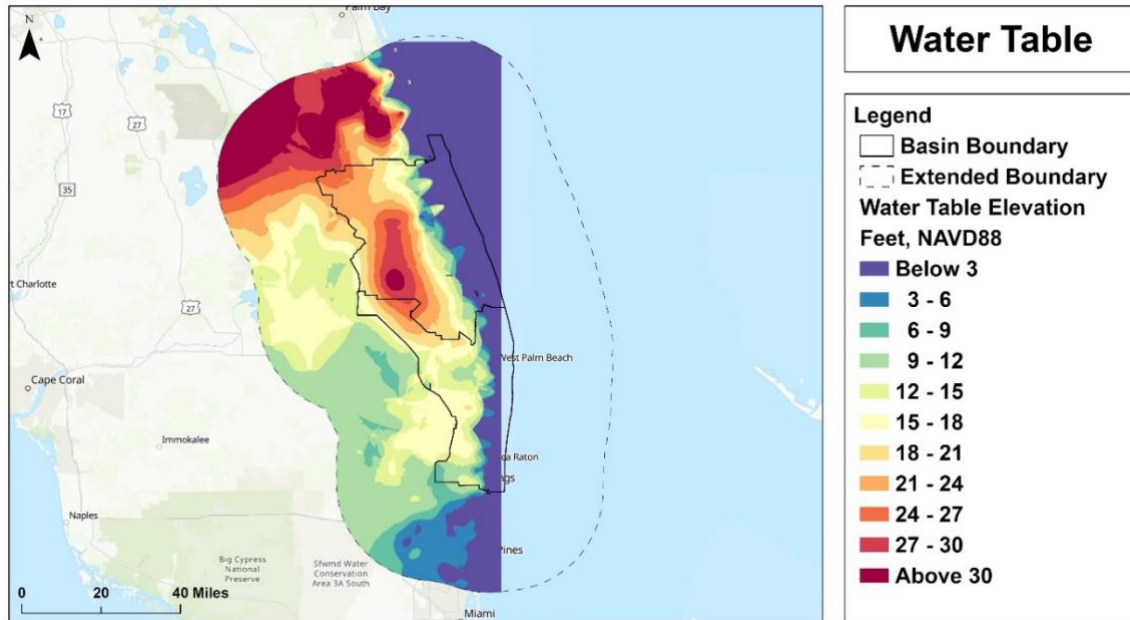 Palm Bay
N
17
27
35
rt Charlotte
27
West Palm Beach
Cape Coral
Immokalee
ca Raton
ngs
Naples
Big Cypress
National
Preserve
Sfwmd Water
Conservation
Area 3A South
Pines
Miami
0 20 40 Miles
Water Table
Legend
Basin Boundary
Extended Boundary
Water Table Elevation
Feet, NAVD88
Below 3
3 - 6
6 - 9
9 - 12
12 - 15
15 - 18
18 - 21
21 - 24
24 - 27
27 - 30
Above 30